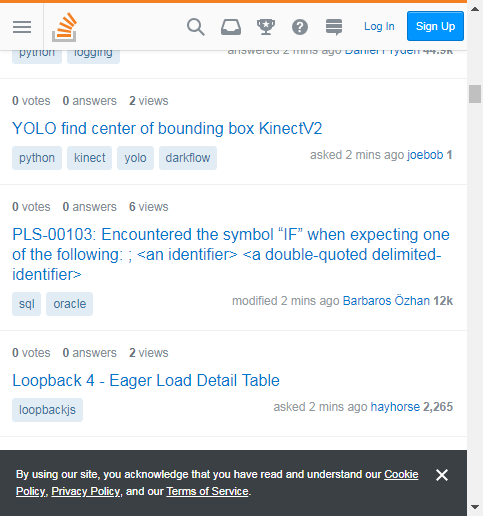 Log In Sign Up
python logging
answered 2 mins ago Daniel Pryden 44.9k
0 votes 0 answers 2 views
YOLO find center of bounding box KinectV2
python kinect yolo darkflow
asked 2 mins ago joebob 1
0 votes 0 answers 6 views
PLS-00103: Encountered the symbol “IF” when expecting one
of the following: ; <an identifier> <a double-quoted delimited-
identifier>
sql oracle
modified 2 mins ago Barbaros Özhan 12k
0 votes 0 answers 2 views
Loopback 4 - Eager Load Detail Table
loopbackjs
asked 2 mins ago hayhorse 2,265
By using our site, you acknowledge that you have read and understand our Cookie
Policy, Privacy Policy, and our Terms of Service.